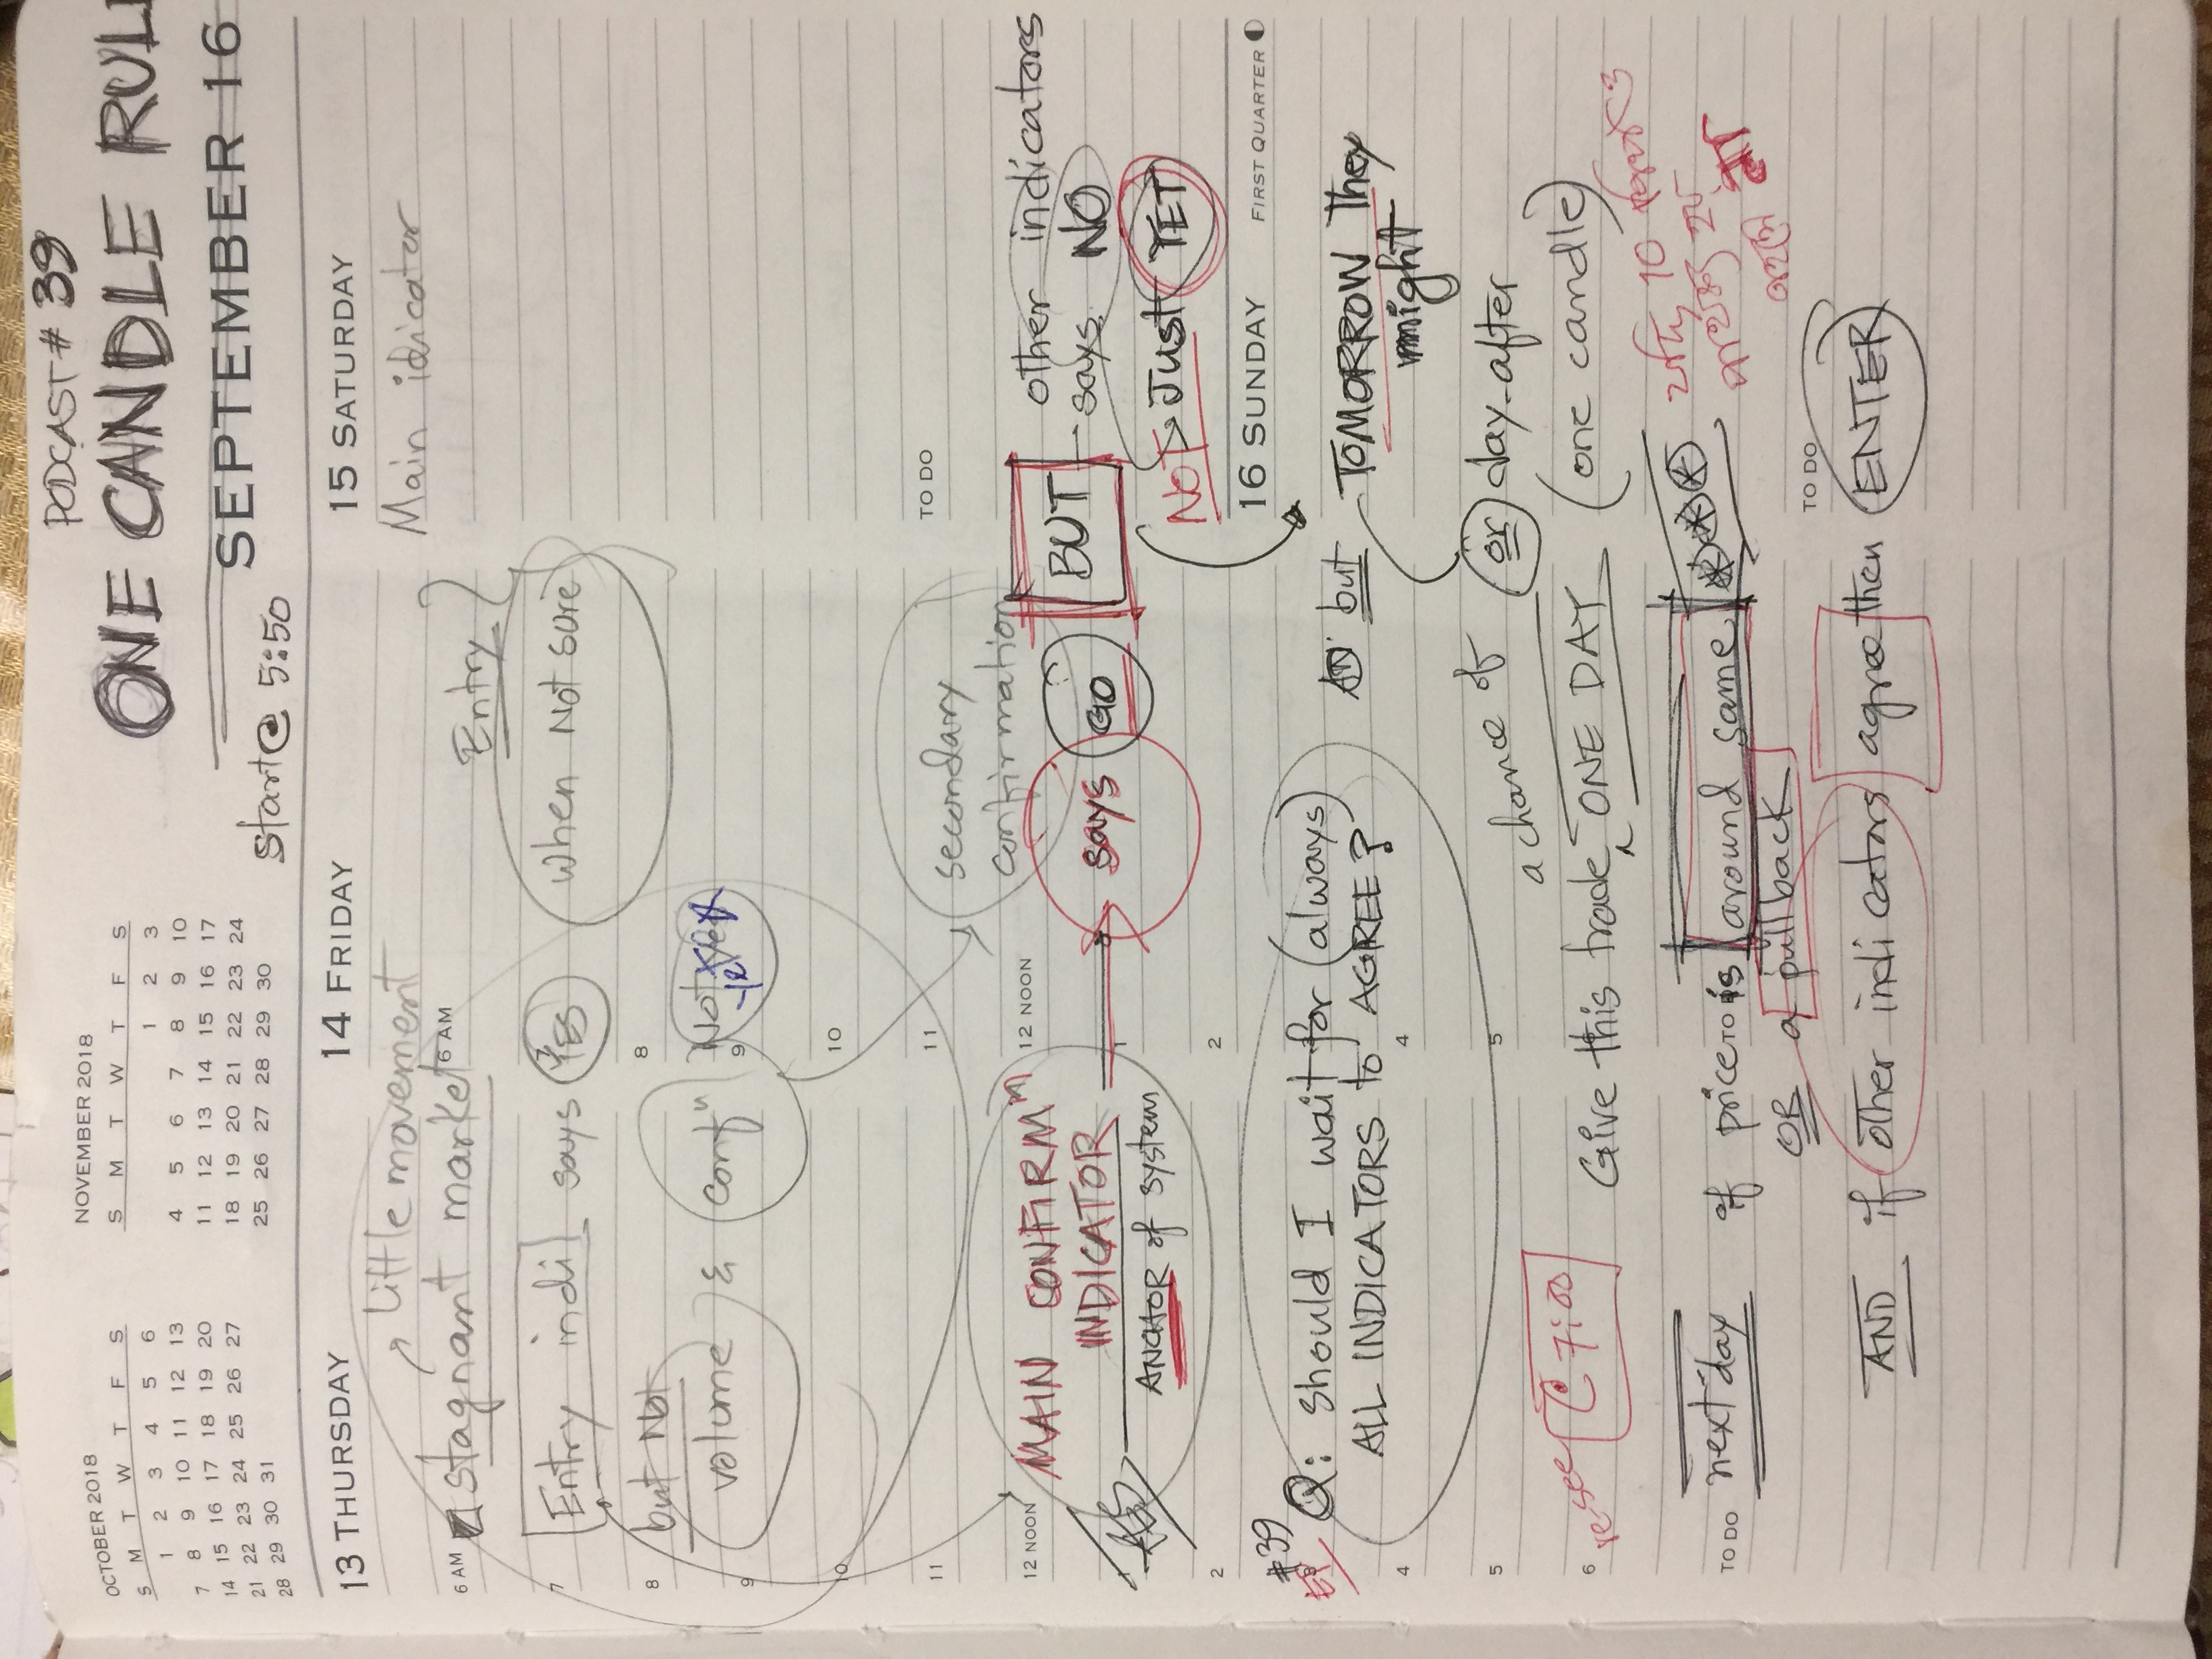 PODCAST # 39
ONE CANDLE RUL
OCTOBER 2018
S M T W T F S
1 2 3 4 5 6
7 8 9 10 11 12 13
14 15 16 17 18 19 20
21 22 23 24 25 26 27
28 29 30 31
NOVEMBER 2018
S M T W T F S
1 2 3
4 5 6 7 8 9 10
11 12 13 14 15 16 17
18 19 20 21 22 23 24
25 26 27 28 29 30
SEPTEMBER 16
Start@ 5:50
13 THURSDAY
14 FRIDAY
15 SATURDAY
little movement
Main idicator
6 AM stagnant market
6 AM
Entry
7 Entry indi says YES
when Not sure
8 but Not
8
volume & confⁿ Not yet
9
9
10
10
11
11
TO DO
secondary
confirmation
12 NOON
12 NOON
MAIN CONFIRMⁿ
INDICATOR
ANCHOR of system
says GO BUT other indicators
says NO
1
NOT Just YET
2
2
16 SUNDAY FIRST QUARTER
#39
EP
Q: should I wait for (always)
ALL INDICATORS to AGREE?
but TOMORROW They
might
4
4
5
5
a chance of
or day-after
re-see @ 7:00
6
Give this trade ONE DAY (one candle)
যদি 10
TO DO next day if price TO DO is around same
OR a pullback
না
TO DO
AND if other indicators agree then ENTER